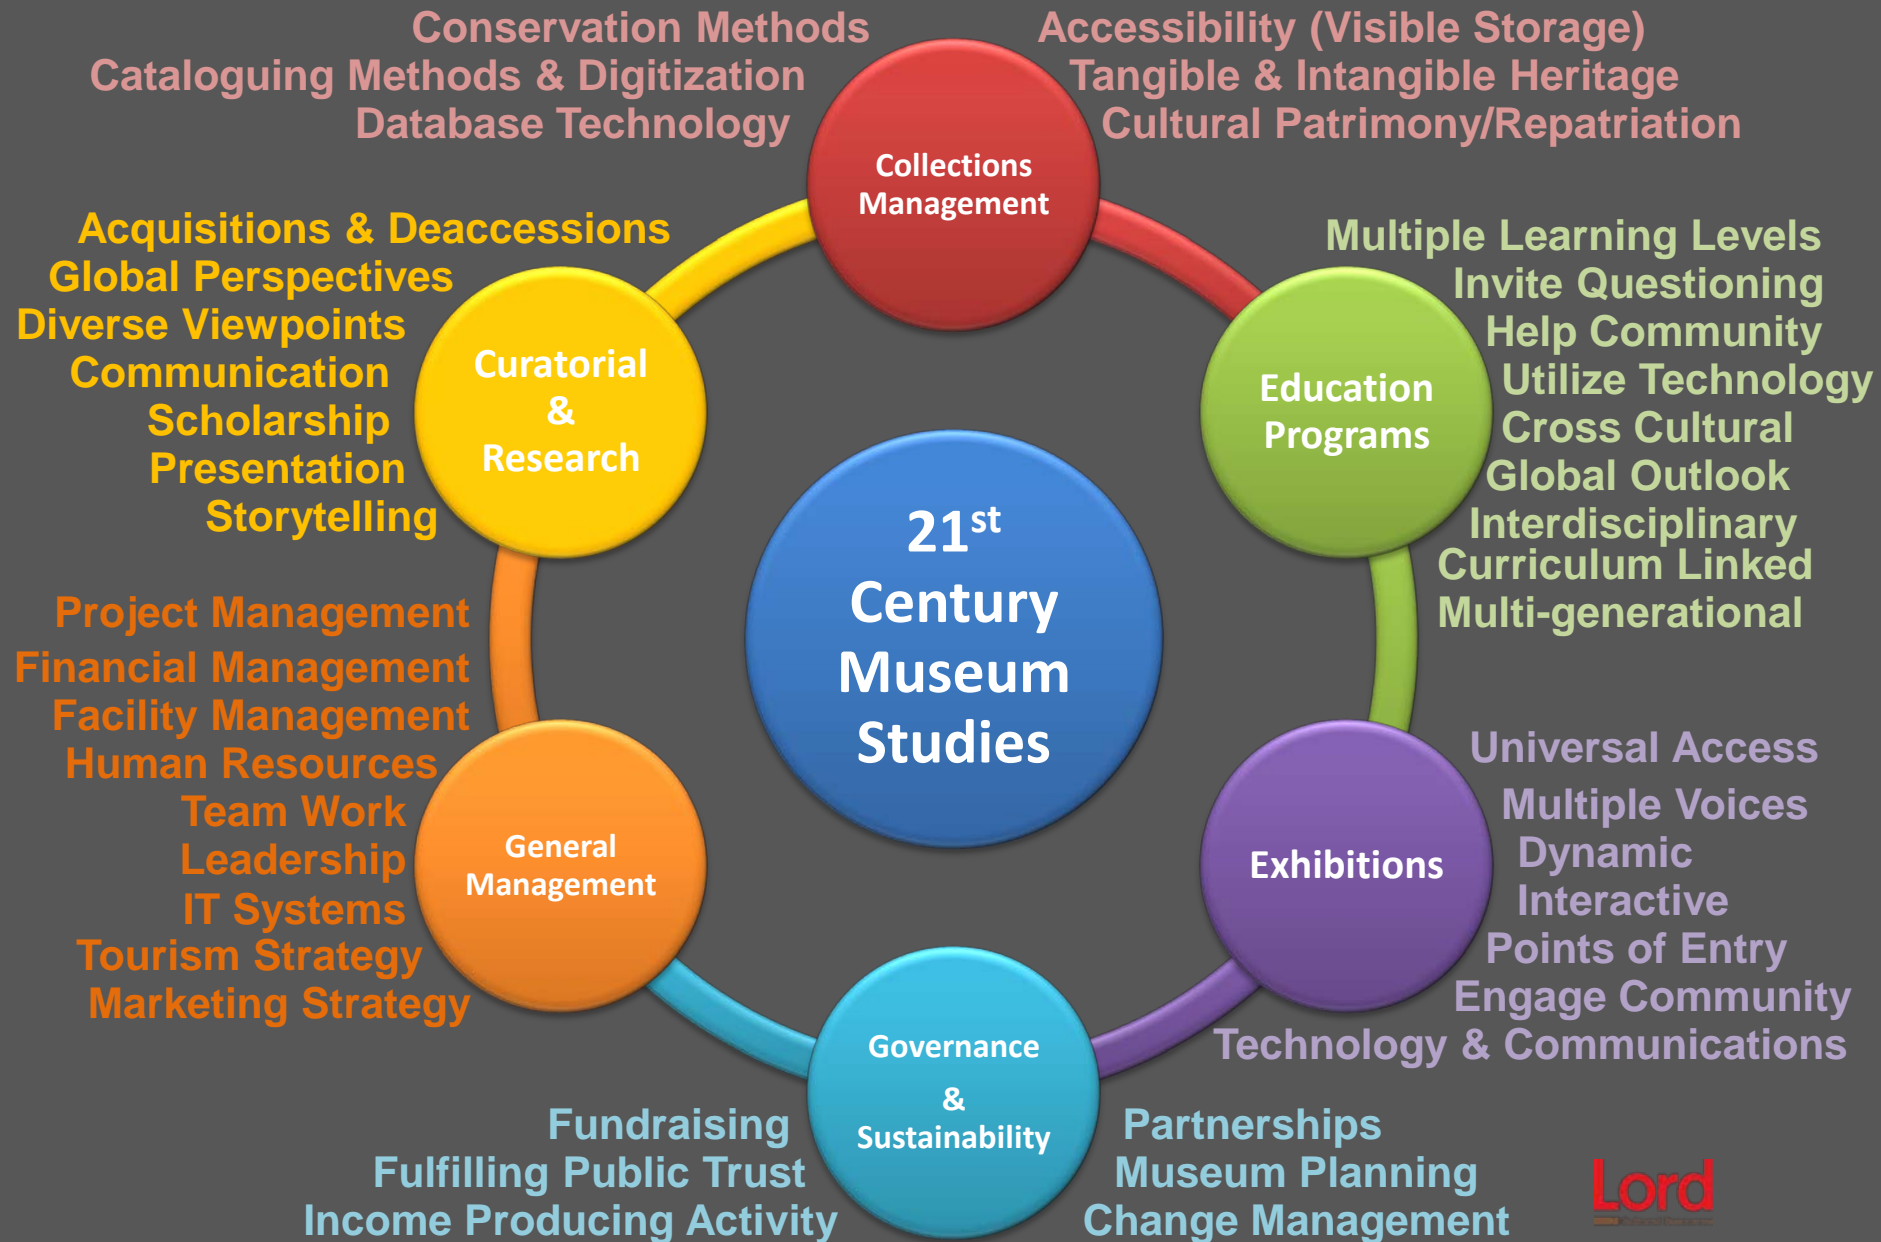 Conservation Methods
Cataloguing Methods & Digitization
Database Technology
Accessibility (Visible Storage)
Tangible & Intangible Heritage
Cultural Patrimony/Repatriation
Collections
Management
Acquisitions & Deaccessions
Global Perspectives
Diverse Viewpoints
Communication
Scholarship
Presentation
Storytelling
Curatorial
&
Research
Multiple Learning Levels
Invite Questioning
Help Community
Utilize Technology
Cross Cultural
Global Outlook
Interdisciplinary
Curriculum Linked
Multi-generational
Education
Programs
21st
Century
Museum
Studies
Project Management
Financial Management
Facility Management
Human Resources
Team Work
Leadership
IT Systems
Tourism Strategy
Marketing Strategy
General
Management
Universal Access
Multiple Voices
Dynamic
Interactive
Points of Entry
Engage Community
Technology & Communications
Exhibitions
Governance
&
Sustainability
Fundraising
Fulfilling Public Trust
Income Producing Activity
Partnerships
Museum Planning
Change Management
Lord